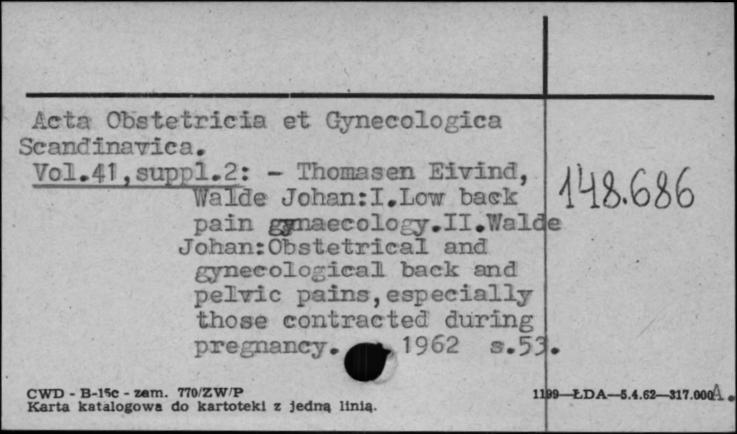 Acta Obstetricia et Gynecologica
Scandinavica.
Vol.41,suppl.2: - Thomasen Eivind,
148.686
Walde Johan:I.Low back
pain gynaecology.II.Walde
Johan:Obstetrical and
gynecological back and
pelvic pains,especially
those contracted during
pregnancy. 1962 s.53.
CWD - B-15c - zam. 770/ZW/P
1199—ŁDA—5.4.62—317.000A.
Karta katalogowa do kartoteki z jedną linią.